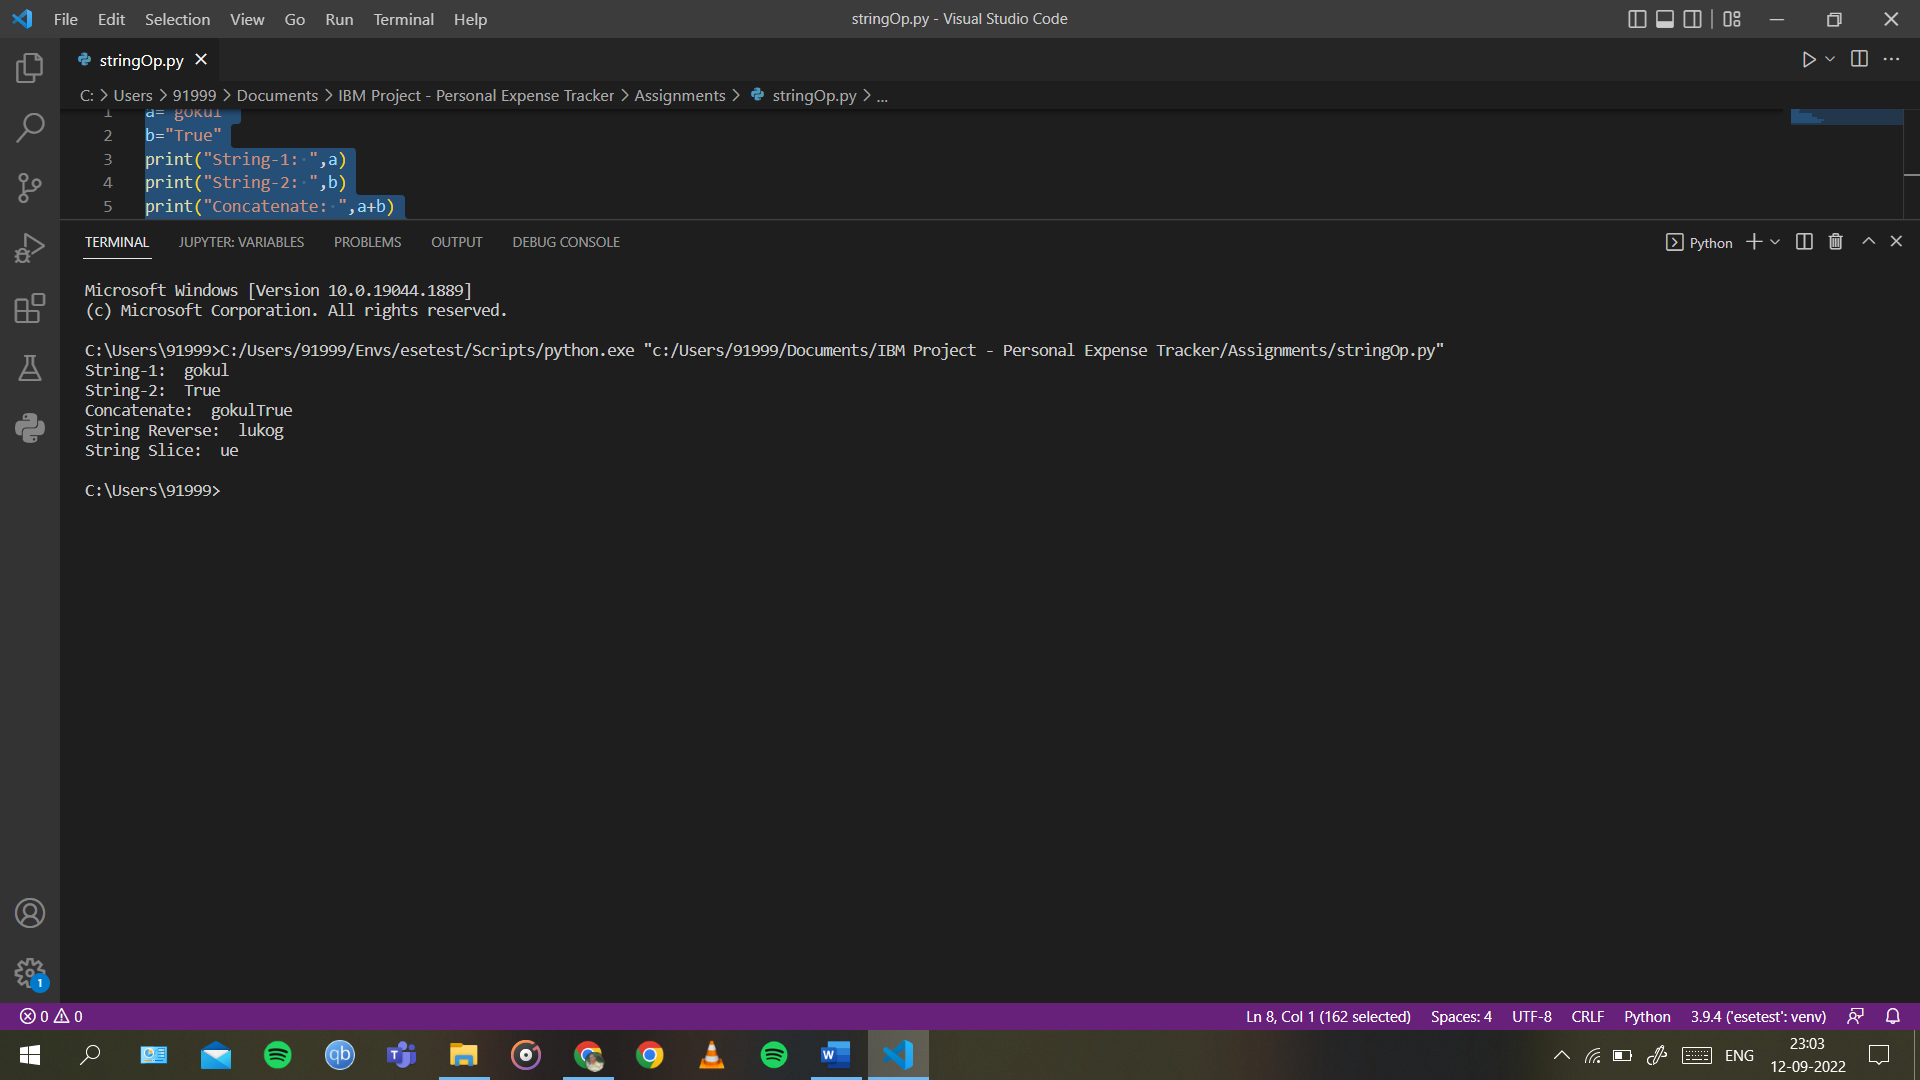 File Edit Selection View Go Run Terminal Help
stringOp.py - Visual Studio Code
stringOp.py
C: > Users > 91999 > Documents > IBM Project - Personal Expense Tracker > Assignments > stringOp.py > ...
1 a="gokul"
2 b="True"
3 print("String-1: ",a)
4 print("String-2: ",b)
5 print("Concatenate: ",a+b)
TERMINAL JUPYTER: VARIABLES PROBLEMS OUTPUT DEBUG CONSOLE
Python
Microsoft Windows [Version 10.0.19044.1889]
(c) Microsoft Corporation. All rights reserved.
C:\Users\91999>C:/Users/91999/Envs/esetest/Scripts/python.exe "c:/Users/91999/Documents/IBM Project - Personal Expense Tracker/Assignments/stringOp.py"
String-1:  gokul
String-2:  True
Concatenate:  gokulTrue
String Reverse:  lukog
String Slice:  ue
C:\Users\91999>
1
0 0
Ln 8, Col 1 (162 selected) Spaces: 4 UTF-8 CRLF Python 3.9.4 ('esetest': venv)
qb
T
W
ENG
23:03
12-09-2022